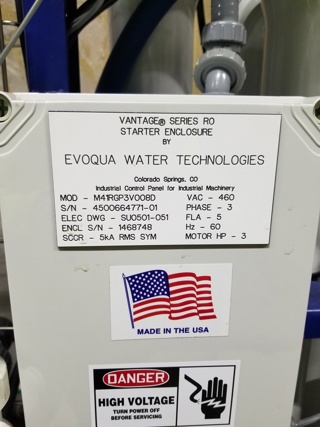 VANTAGE® SERIES RO
STARTER ENCLOSURE
BY
EVOQUA WATER TECHNOLOGIES
Colorado Springs, CO
Industrial Control Panel for Industrial Machinery
MOD - M41RGP3VO08D VAC - 460
S/N - 4500664771-01 PHASE - 3
ELEC DWG - SU0501-051 FLA - 5
ENCL S/N - 1468748 Hz - 60
SCCR - 5kA RMS SYM MOTOR HP - 3
MADE IN THE USA
DANGER
HIGH VOLTAGE
TURN POWER OFF
BEFORE SERVICING